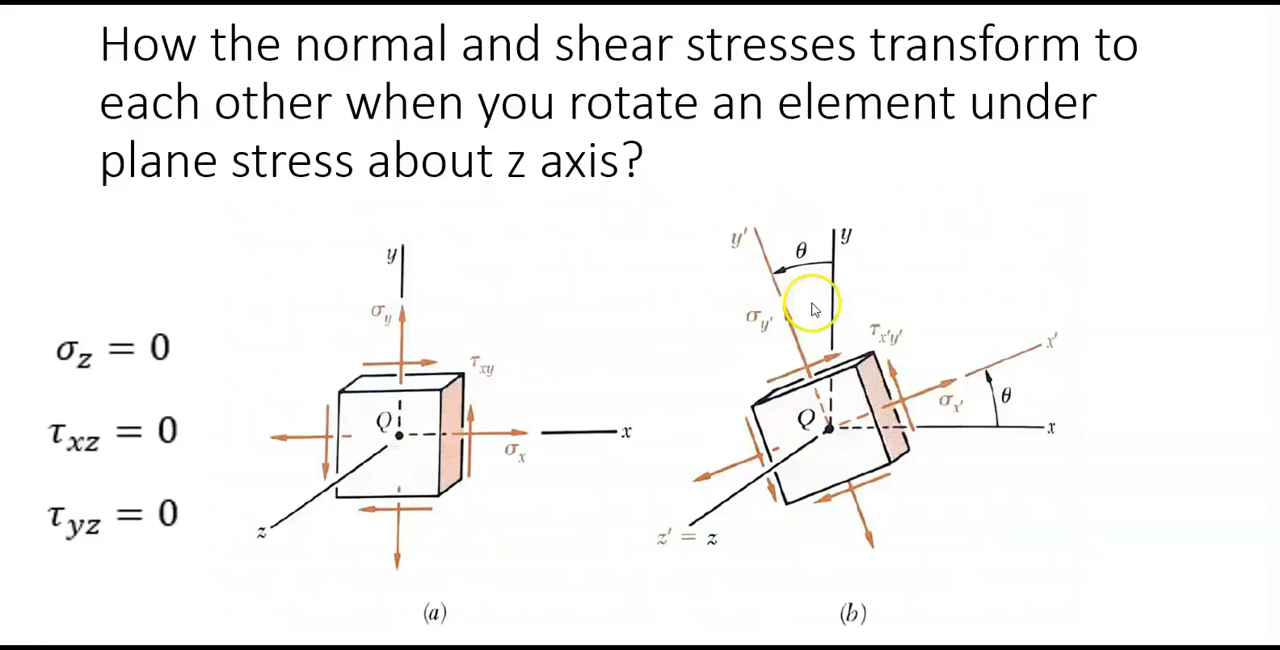 How the normal and shear stresses transform to
each other when you rotate an element under
plane stress about z axis?
σz = 0
τxz = 0
τyz = 0
y
σy
τxy
Q
σx
x
z
(a)
y'
θ
y
σy'
τx'y'
x'
Q
σx'
θ
x
z' = z
(b)